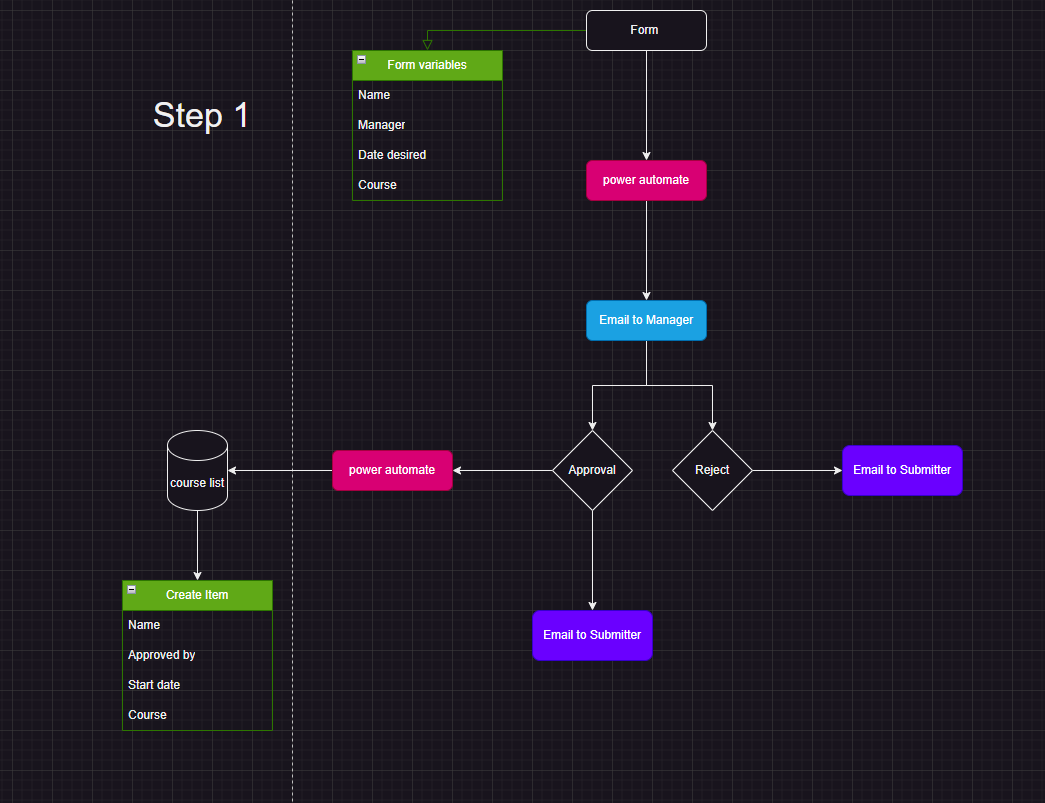 Form
Form variables
Name
Manager
Date desired
Course
Step 1
power automate
Email to Manager
Approval
Reject
Email to Submitter
power automate
course list
Email to Submitter
Create Item
Name
Approved by
Start date
Course